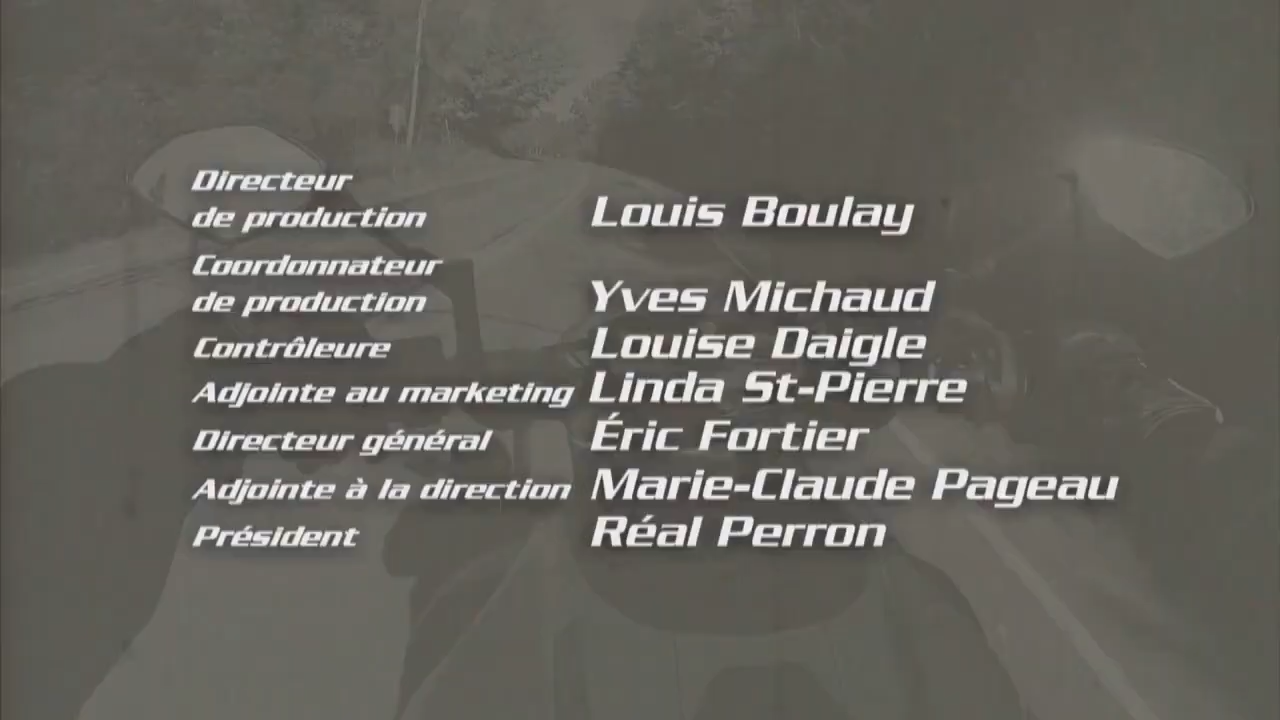 Directeur
de production Louis Boulay
Coordonnateur
de production Yves Michaud
Contrôleure Louise Daigle
Adjointe au marketing Linda St-Pierre
Directeur général Éric Fortier
Adjointe à la direction Marie-Claude Pageau
Président Réal Perron